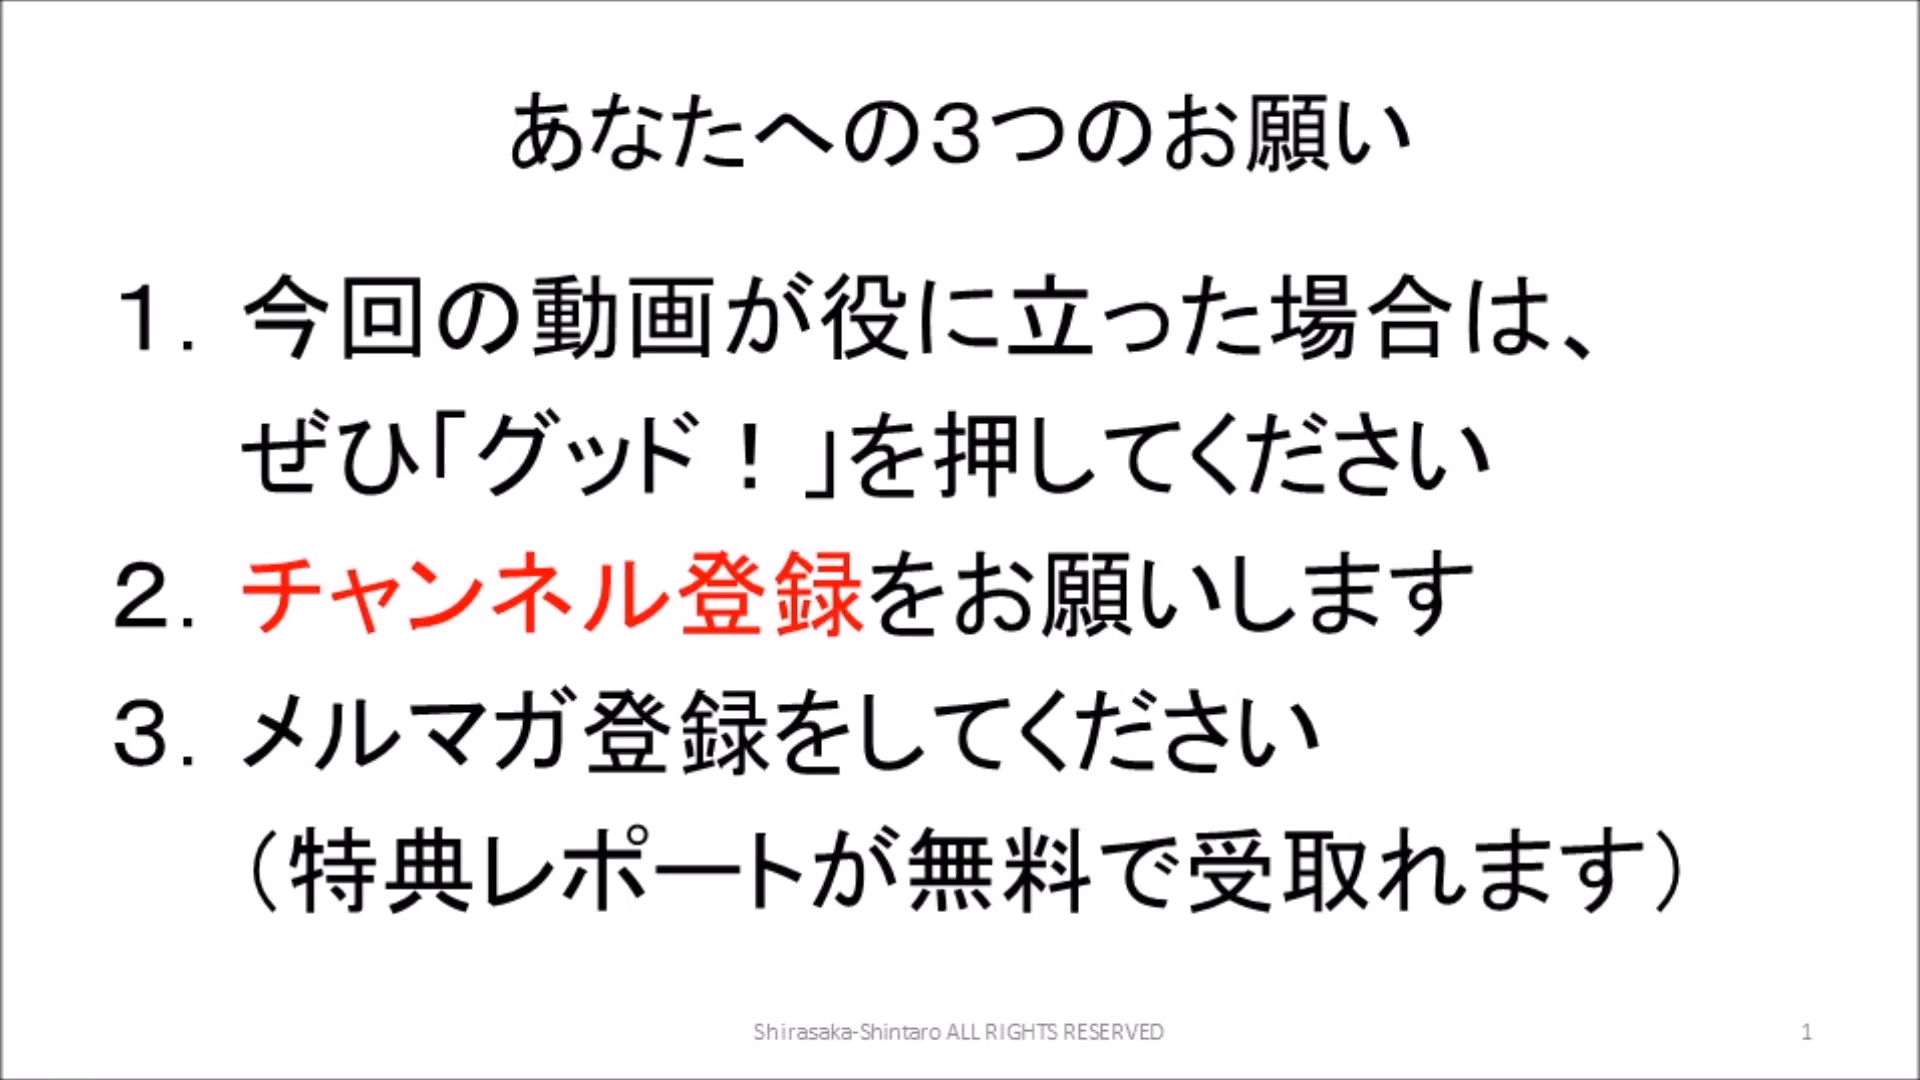 あなたへの３つのお願い
１．今回の動画が役に立った場合は、
ぜひ「グッド！」を押してください
２．チャンネル登録をお願いします
３．メルマガ登録をしてください
（特典レポートが無料で受取れます）
Shirasaka-Shintaro ALL RIGHTS RESERVED
1